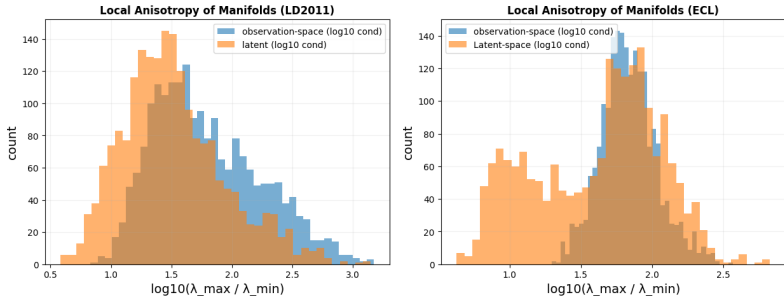 Local Anisotropy of Manifolds (LD2011)
observation-space (log10 cond)
latent (log10 cond)
count
140
120
100
80
60
40
20
0
0.5 1.0 1.5 2.0 2.5 3.0
log10(λ_max / λ_min)
Local Anisotropy of Manifolds (ECL)
observation-space (log10 cond)
Latent-space (log10 cond)
count
140
120
100
80
60
40
20
0
1.0 1.5 2.0 2.5
log10(λ_max / λ_min)